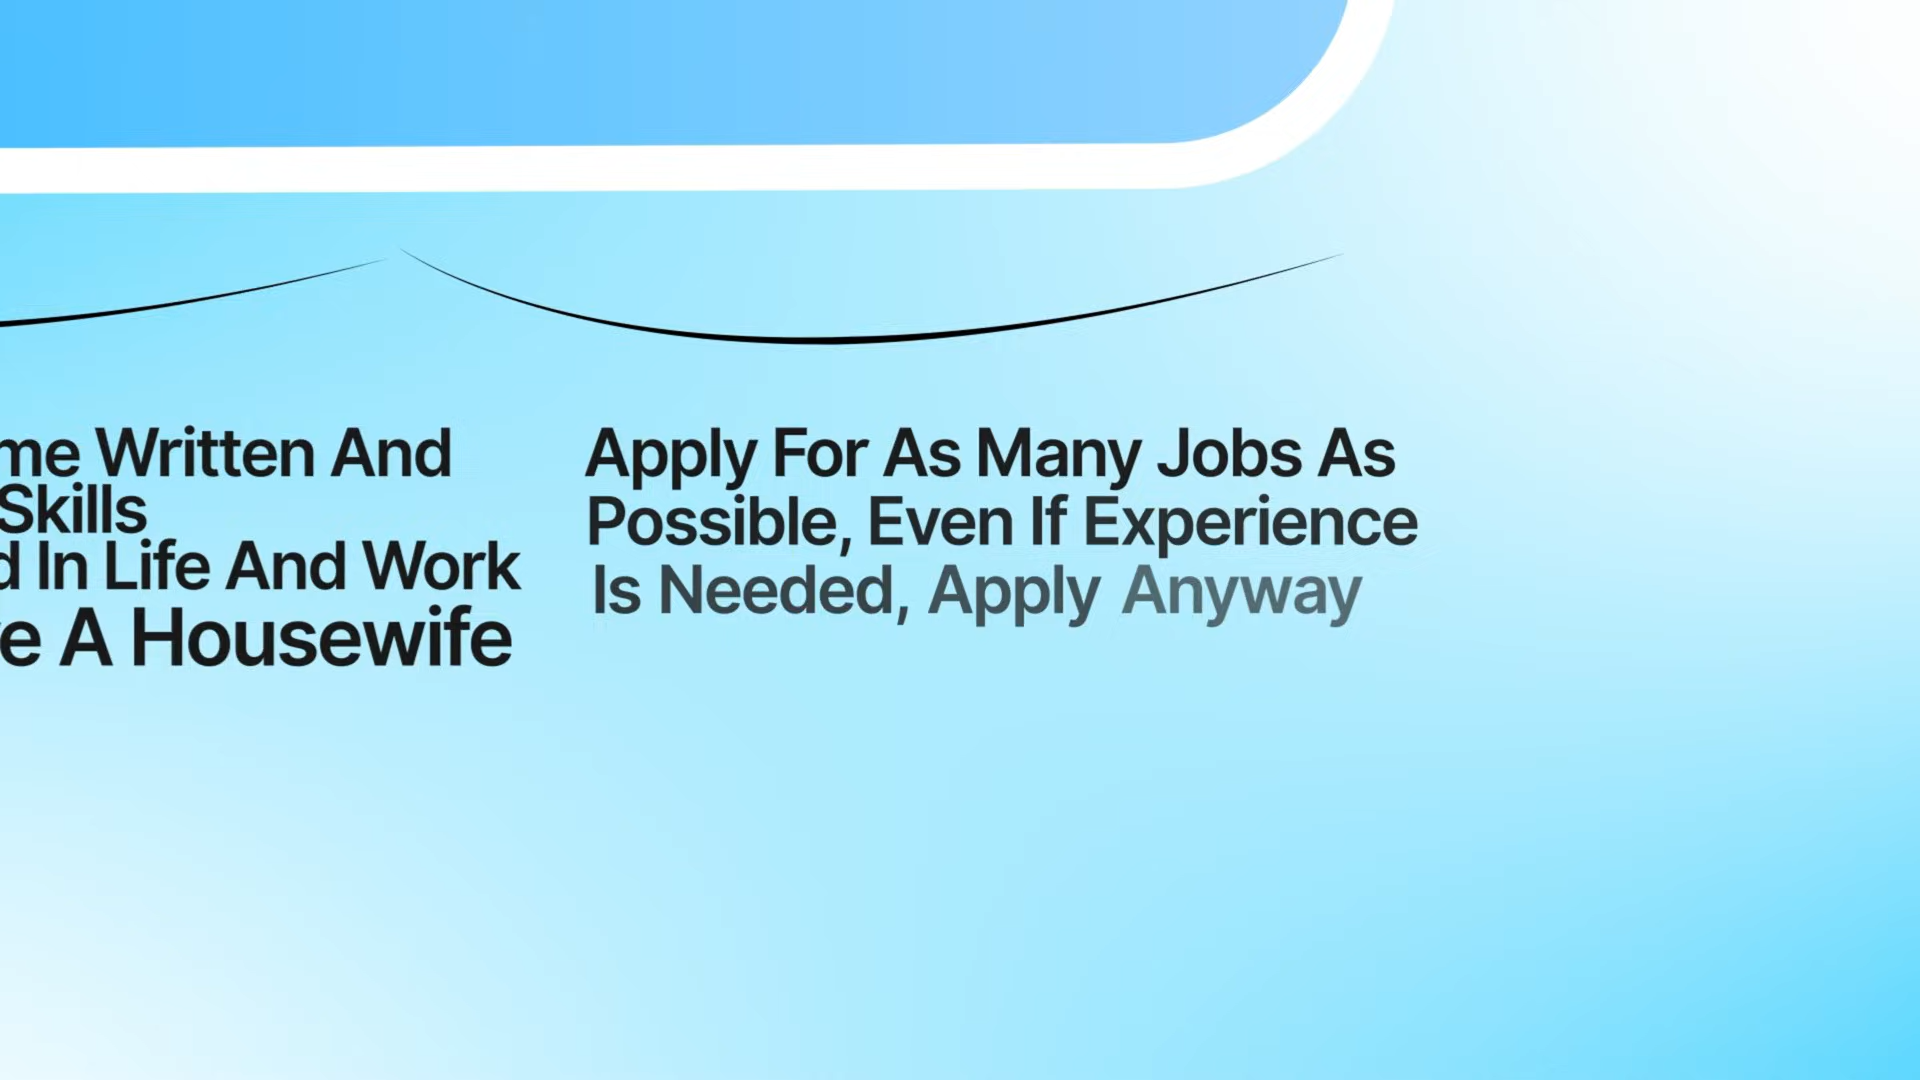 Written And
Skills
In Life And Work
A Housewife
Apply For As Many Jobs As
Possible, Even If Experience
Is Needed, Apply Anyway